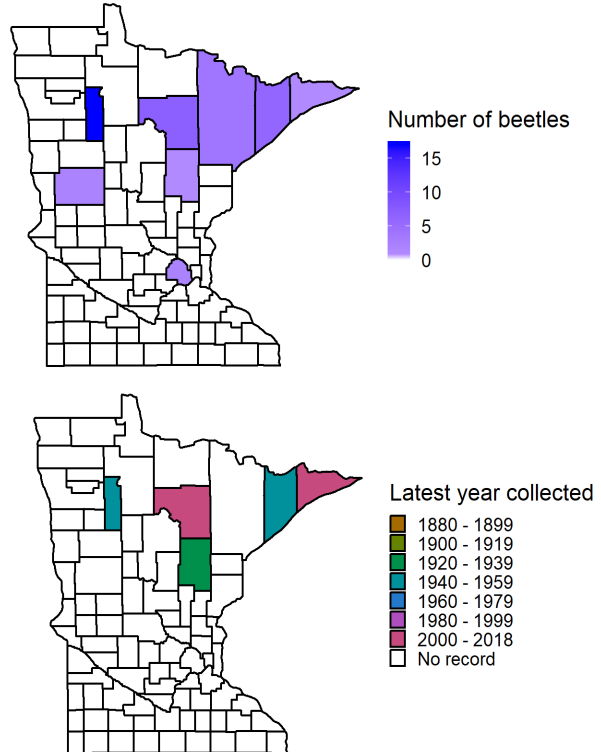 Number of beetles
15
10
5
0
Latest year collected
1880 - 1899
1900 - 1919
1920 - 1939
1940 - 1959
1960 - 1979
1980 - 1999
2000 - 2018
No record